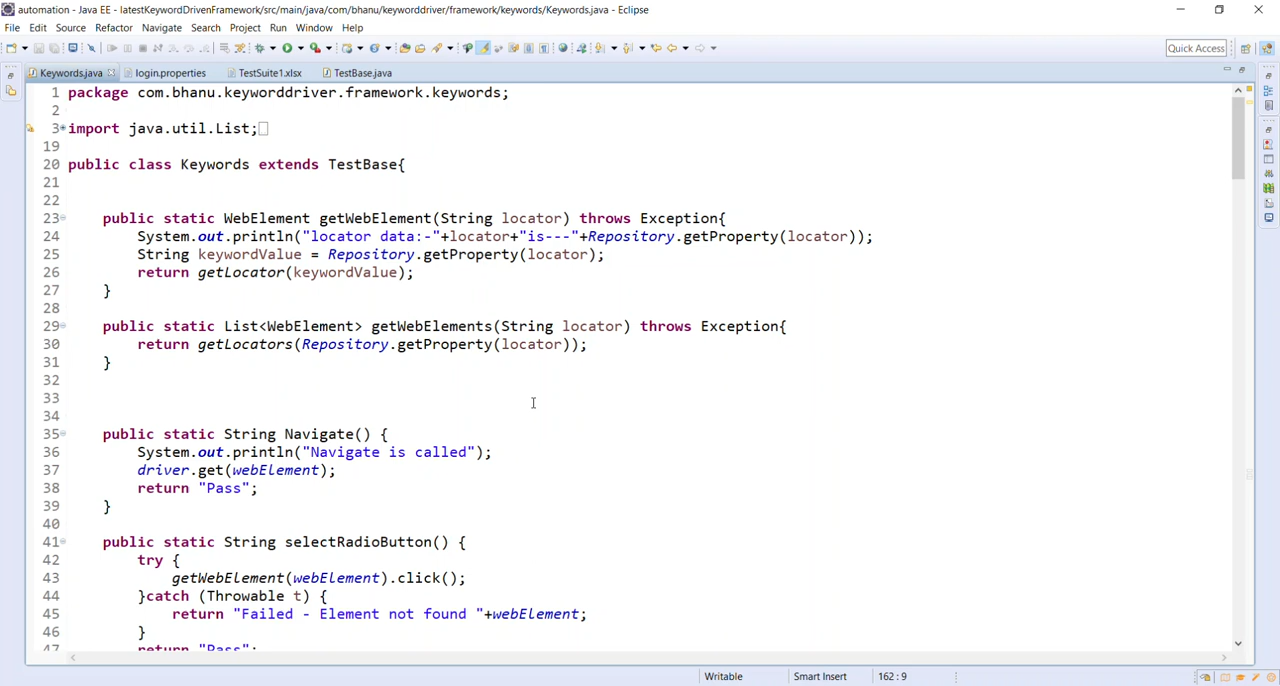 automation - Java EE - latestKeywordDrivenFramework/src/main/java/com/bhanu/keyworddriver/framework/keywords/Keywords.java - Eclipse
File Edit Source Refactor Navigate Search Project Run Window Help
Quick Access
Keywords.java login.properties TestSuite1.xlsx TestBase.java
1 package com.bhanu.keyworddriver.framework.keywords;
2
3 import java.util.List;
19
20 public class Keywords extends TestBase{
21
22
23 public static WebElement getWebElement(String locator) throws Exception{
24 System.out.println("locator data:-"+locator+"is---"+Repository.getProperty(locator));
25 String keywordValue = Repository.getProperty(locator);
26 return getLocator(keywordValue);
27 }
28
29 public static List<WebElement> getWebElements(String locator) throws Exception{
30 return getLocators(Repository.getProperty(locator));
31 }
32
33
34
35 public static String Navigate() {
36 System.out.println("Navigate is called");
37 driver.get(webElement);
38 return "Pass";
39 }
40
41 public static String selectRadioButton() {
42 try {
43 getWebElement(webElement).click();
44 }catch (Throwable t) {
45 return "Failed - Element not found "+webElement;
46 }
47 return "Pass";
Writable Smart Insert 162 : 9